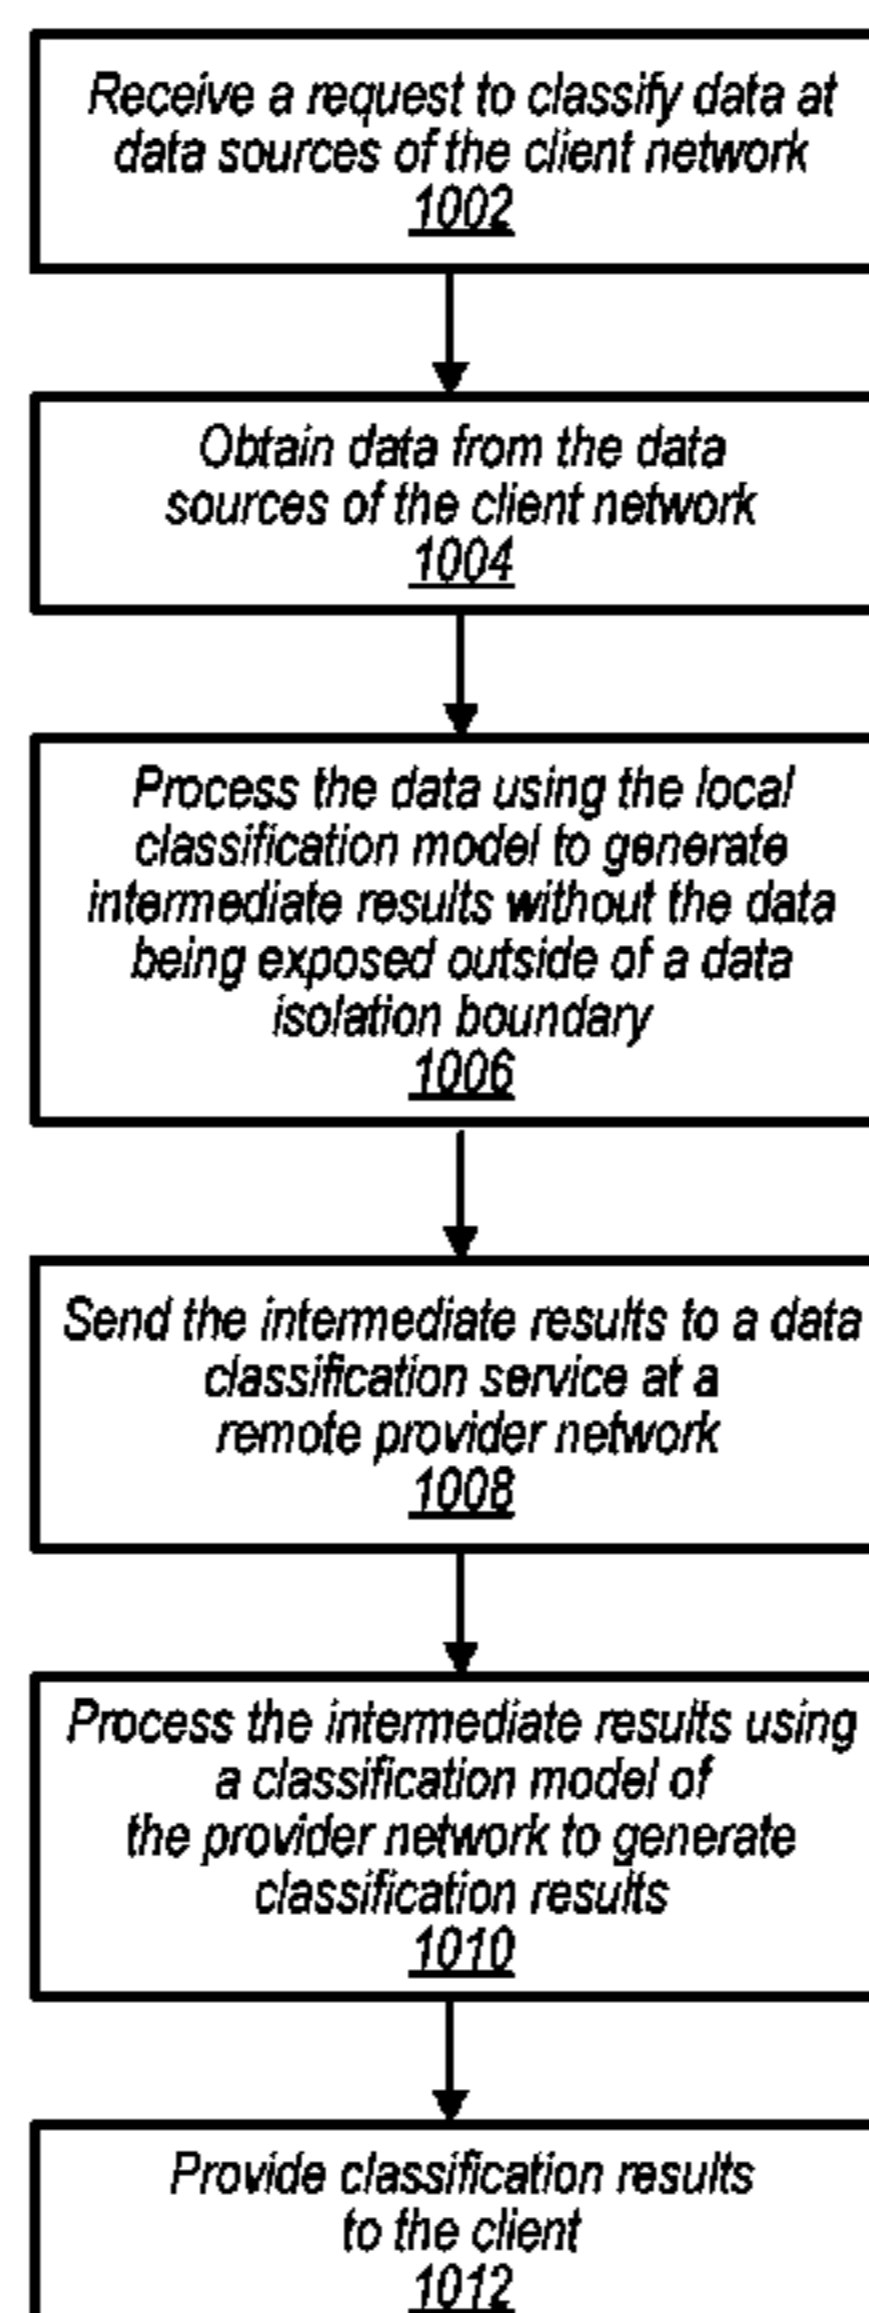 Receive a request to classify data at
data sources of the client network
1002
Obtain data from the data
sources of the client network
1004
Process the data using the local
classification model to generate
intermediate results without the data
being exposed outside of a data
isolation boundary
1006
Send the intermediate results to a data
classification service at a
remote provider network
1008
Process the intermediate results using
a classification model of
the provider network to generate
classification results
1010
Provide classification results
to the client
1012